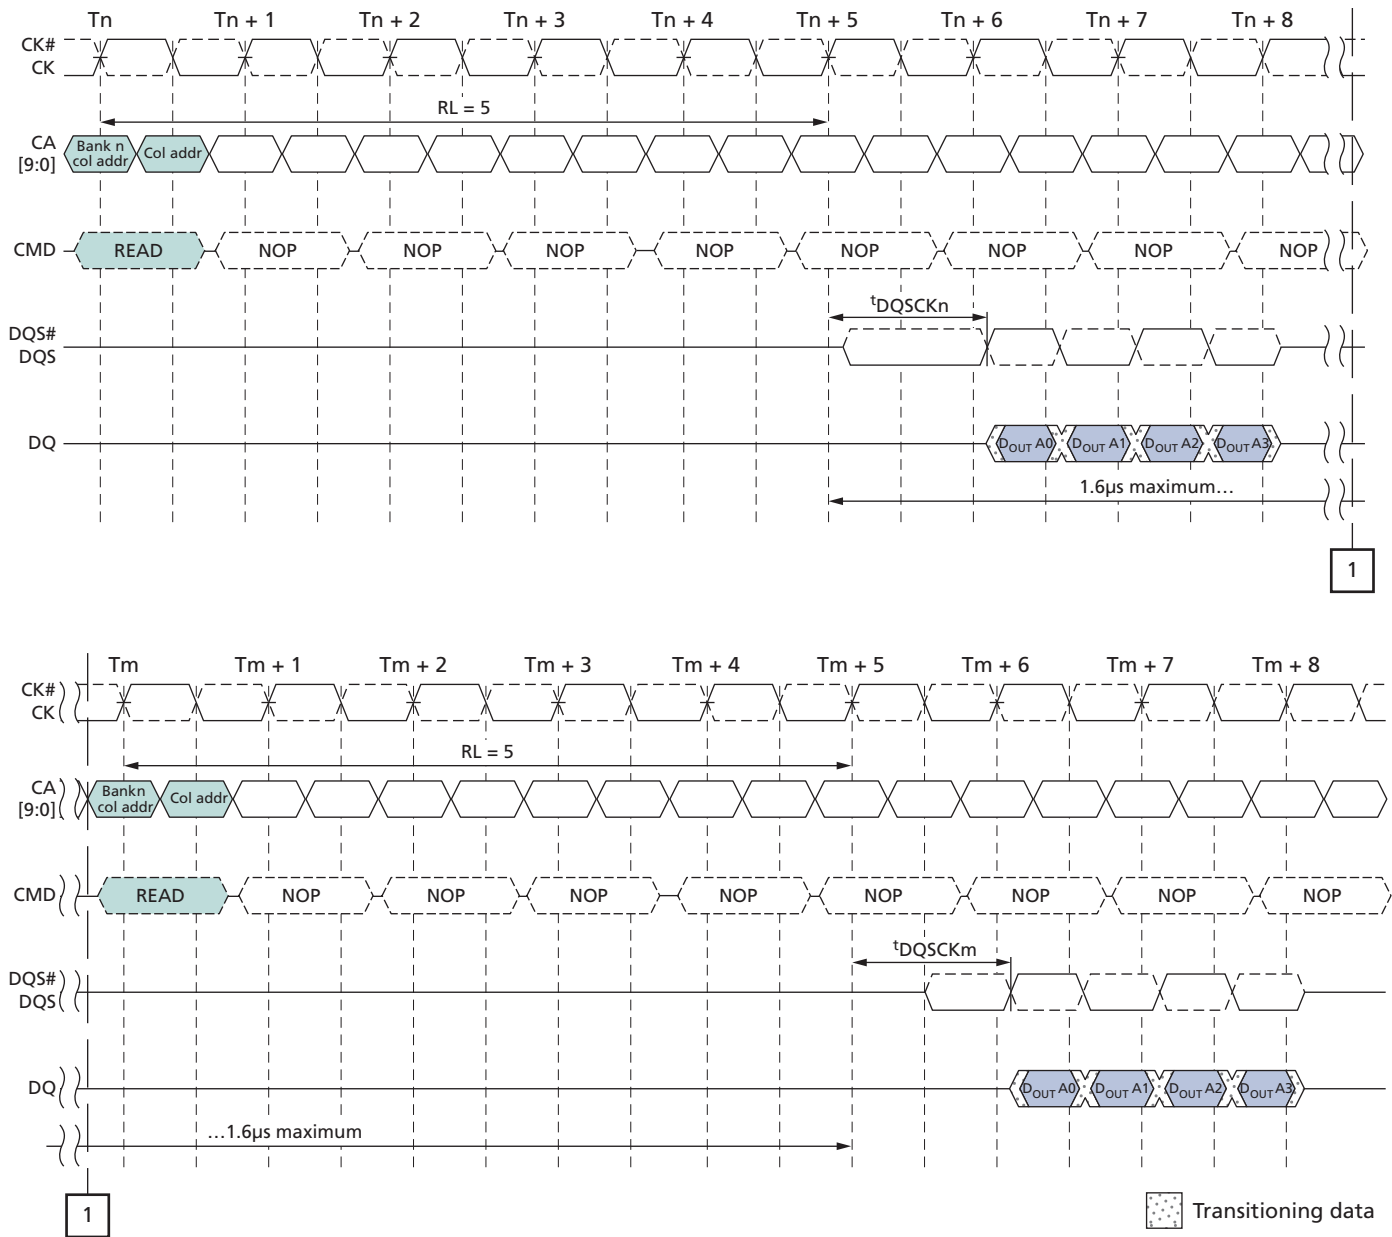 Tn Tn + 1 Tn + 2 Tn + 3 Tn + 4 Tn + 5 Tn + 6 Tn + 7 Tn + 8
CK#
CK
RL = 5
CA
[9:0]
Bank n
col addr
Col addr
CMD READ NOP NOP NOP NOP NOP NOP NOP NOP
tDQSCKn
DQS#
DQS
DQ DOUT A0 DOUT A1 DOUT A2 DOUT A3
1.6µs maximum…
1
Tm Tm + 1 Tm + 2 Tm + 3 Tm + 4 Tm + 5 Tm + 6 Tm + 7 Tm + 8
CK#
CK
RL = 5
CA
[9:0]
Bankn
col addr
Col addr
CMD READ NOP NOP NOP NOP NOP NOP NOP NOP
tDQSCKm
DQS#
DQS
DQ DOUT A0 DOUT A1 DOUT A2 DOUT A3
…1.6µs maximum
1
Transitioning data